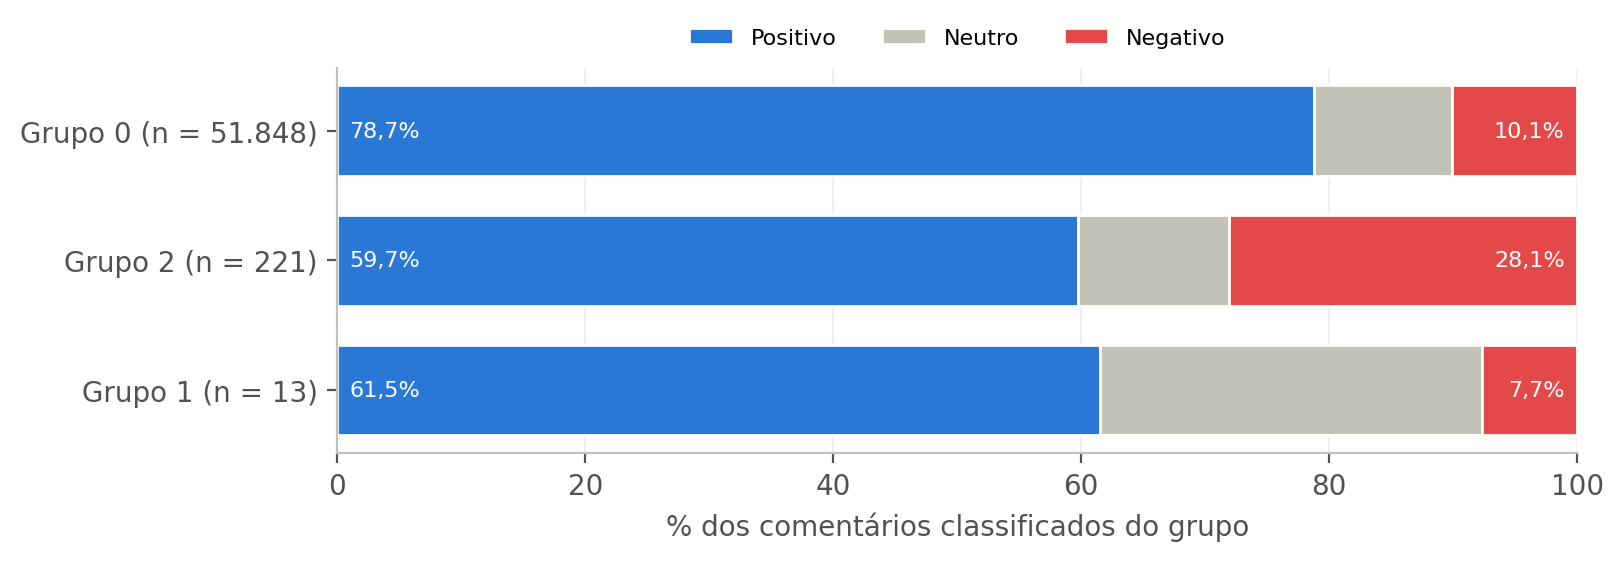 Positivo Neutro Negativo
Grupo 0 (n = 51.848) 78,7% 10,1%
Grupo 2 (n = 221) 59,7% 28,1%
Grupo 1 (n = 13) 61,5% 7,7%
0 20 40 60 80 100
% dos comentários classificados do grupo